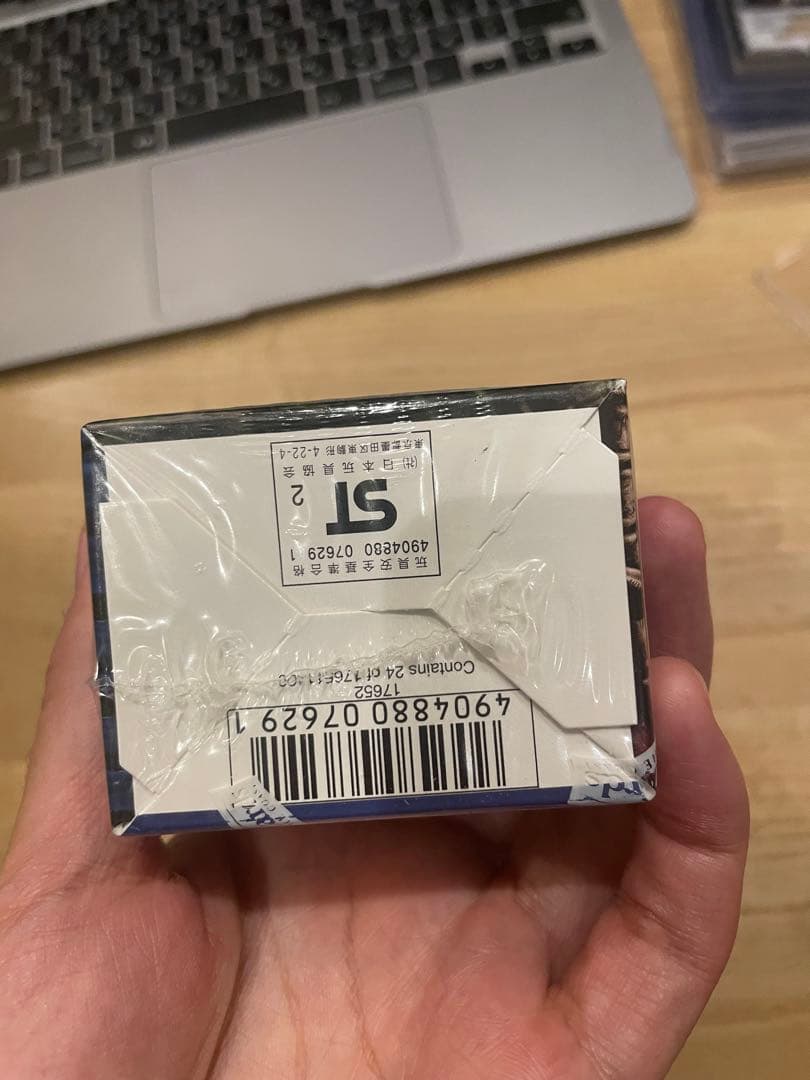 4904880 07629 1
17652
Contains 24 of
玩具安全基準合格
4904880 07629 1
ST 2
(社)日本玩具協会
東京都墨田区東駒形 4-22-4